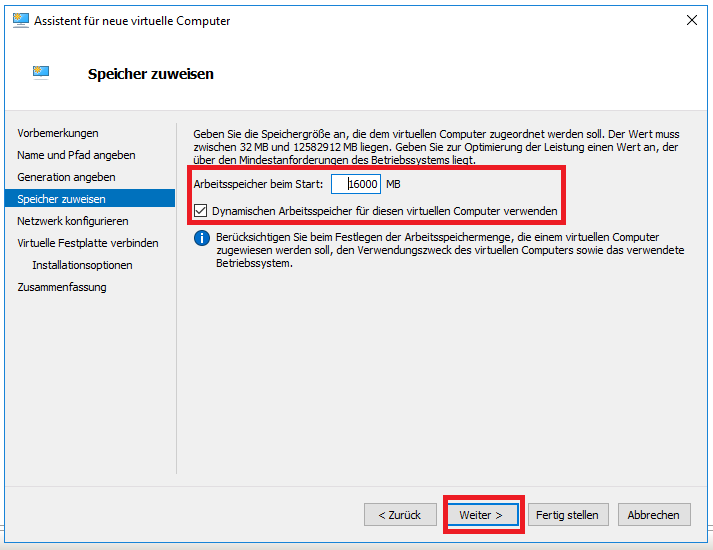 Assistent für neue virtuelle Computer
Speicher zuweisen
Vorbemerkungen
Name und Pfad angeben
Generation angeben
Speicher zuweisen
Netzwerk konfigurieren
Virtuelle Festplatte verbinden
Installationsoptionen
Zusammenfassung
Geben Sie die Speichergröße an, die dem virtuellen Computer zugeordnet werden soll. Der Wert muss
zwischen 32 MB und 12582912 MB liegen. Geben Sie zur Optimierung der Leistung einen Wert an, der
über den Mindestanforderungen des Betriebssystems liegt.
Arbeitsspeicher beim Start: 16000 MB
Dynamischen Arbeitsspeicher für diesen virtuellen Computer verwenden
Berücksichtigen Sie beim Festlegen der Arbeitsspeichermenge, die einem virtuellen Computer
zugewiesen werden soll, den Verwendungszweck des virtuellen Computers sowie das verwendete
Betriebssystem.
< Zurück Weiter > Fertig stellen Abbrechen